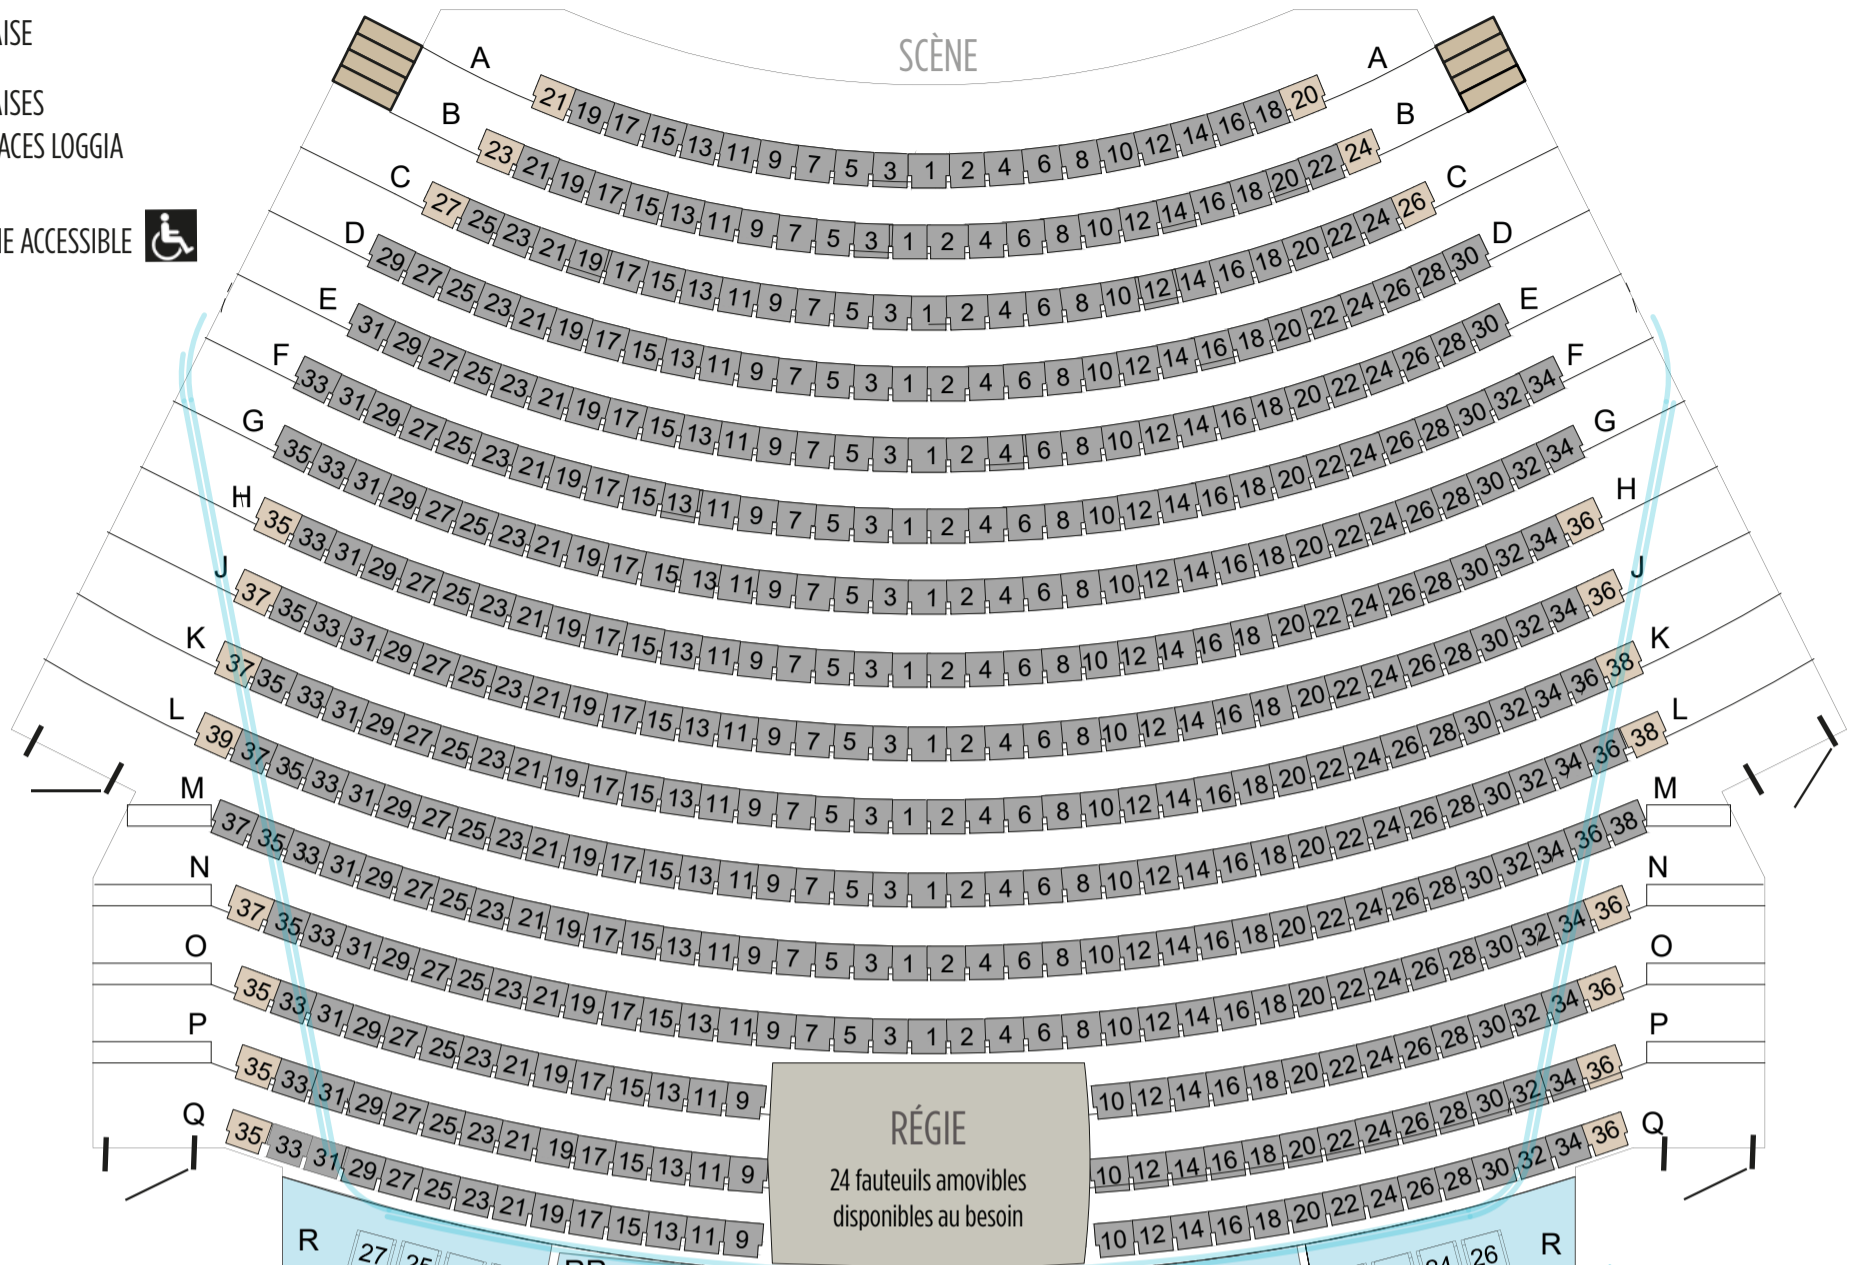 AISE
AISES
ACES LOGGIA
NE ACCESSIBLE
SCÈNE
A 21 19 17 15 13 11 9 7 5 3 1 2 4 6 8 10 12 14 16 18 20 A
B 23 21 19 17 15 13 11 9 7 5 3 1 2 4 6 8 10 12 14 16 18 20 22 24 B
C 27 25 23 21 19 17 15 13 11 9 7 5 3 1 2 4 6 8 10 12 14 16 18 20 22 24 26 C
D 29 27 25 23 21 19 17 15 13 11 9 7 5 3 1 2 4 6 8 10 12 14 16 18 20 22 24 26 28 30 D
E 31 29 27 25 23 21 19 17 15 13 11 9 7 5 3 1 2 4 6 8 10 12 14 16 18 20 22 24 26 28 30 E
F 33 31 29 27 25 23 21 19 17 15 13 11 9 7 5 3 1 2 4 6 8 10 12 14 16 18 20 22 24 26 28 30 32 34 F
G 35 33 31 29 27 25 23 21 19 17 15 13 11 9 7 5 3 1 2 4 6 8 10 12 14 16 18 20 22 24 26 28 30 32 34 G
H 35 33 31 29 27 25 23 21 19 17 15 13 11 9 7 5 3 1 2 4 6 8 10 12 14 16 18 20 22 24 26 28 30 32 34 36 H
J 37 35 33 31 29 27 25 23 21 19 17 15 13 11 9 7 5 3 1 2 4 6 8 10 12 14 16 18 20 22 24 26 28 30 32 34 36 J
K 37 35 33 31 29 27 25 23 21 19 17 15 13 11 9 7 5 3 1 2 4 6 8 10 12 14 16 18 20 22 24 26 28 30 32 34 36 38 K
L 39 37 35 33 31 29 27 25 23 21 19 17 15 13 11 9 7 5 3 1 2 4 6 8 10 12 14 16 18 20 22 24 26 28 30 32 34 36 38 L
M 37 35 33 31 29 27 25 23 21 19 17 15 13 11 9 7 5 3 1 2 4 6 8 10 12 14 16 18 20 22 24 26 28 30 32 34 36 38 M
N 37 35 33 31 29 27 25 23 21 19 17 15 13 11 9 7 5 3 1 2 4 6 8 10 12 14 16 18 20 22 24 26 28 30 32 34 36 N
O 35 33 31 29 27 25 23 21 19 17 15 13 11 9 10 12 14 16 18 20 22 24 26 28 30 32 34 36 O
P 35 33 31 29 27 25 23 21 19 17 15 13 11 9 10 12 14 16 18 20 22 24 26 28 30 32 34 36 P
Q 35 33 31 29 27 25 23 21 19 17 15 13 11 9 10 12 14 16 18 20 22 24 26 28 30 32 34 36 Q
RÉGIE
24 fauteuils amovibles
disponibles au besoin
R 27 25 24 26 R